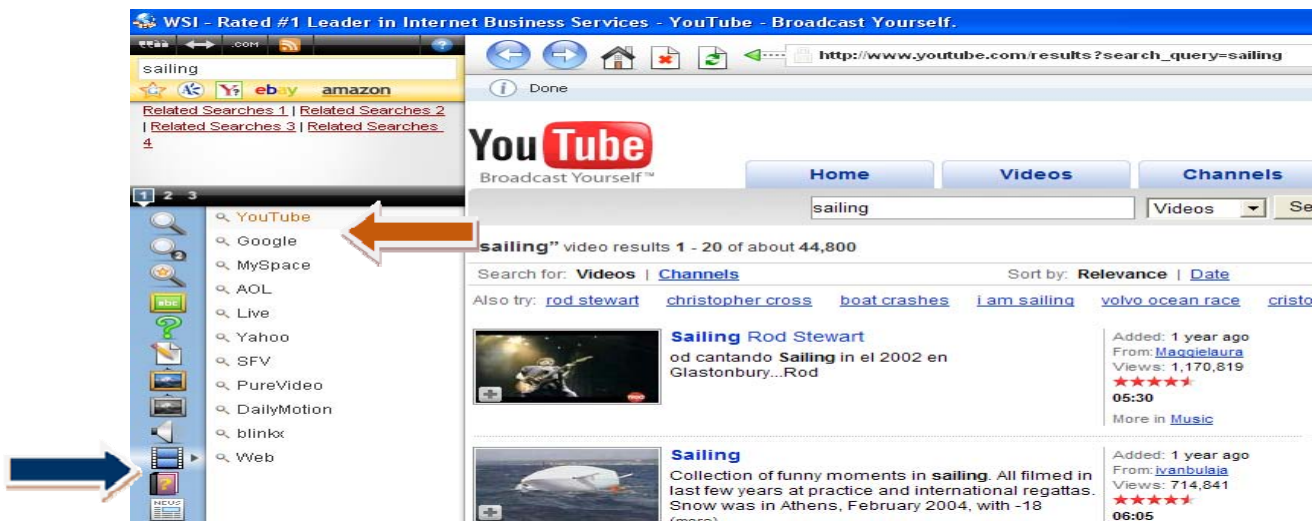 WSI - Rated #1 Leader in Internet Business Services - YouTube - Broadcast Yourself.
.COM ?
sailing
Y? ebay amazon
Related Searches 1 | Related Searches 2
| Related Searches 3 | Related Searches
4
1 2 3
YouTube
Google
MySpace
AOL
Live
Yahoo
SFV
PureVideo
DailyMotion
blinkx
Web
2
abc
?
?
NEWS
http://www.youtube.com/results?search_query=sailing
i Done
YouTube
Broadcast Yourself™
Home Videos Channels
sailing Videos Se
sailing” video results 1 - 20 of about 44,800
Search for: Videos | Channels Sort by: Relevance | Date
Also try: rod stewart christopher cross boat crashes i am sailing volvo ocean race cristo
Sailing Rod Stewart
od cantando Sailing in el 2002 en
Glastonbury...Rod
Added: 1 year ago
From: Maggielaura
Views: 1,170,819
05:30
More in Music
Sailing
Collection of funny moments in sailing. All filmed in
last few years at practice and international regattas.
Snow was in Athens, February 2004, with -18
(more)
Added: 1 year ago
From: ivanbulaja
Views: 714,841
06:05